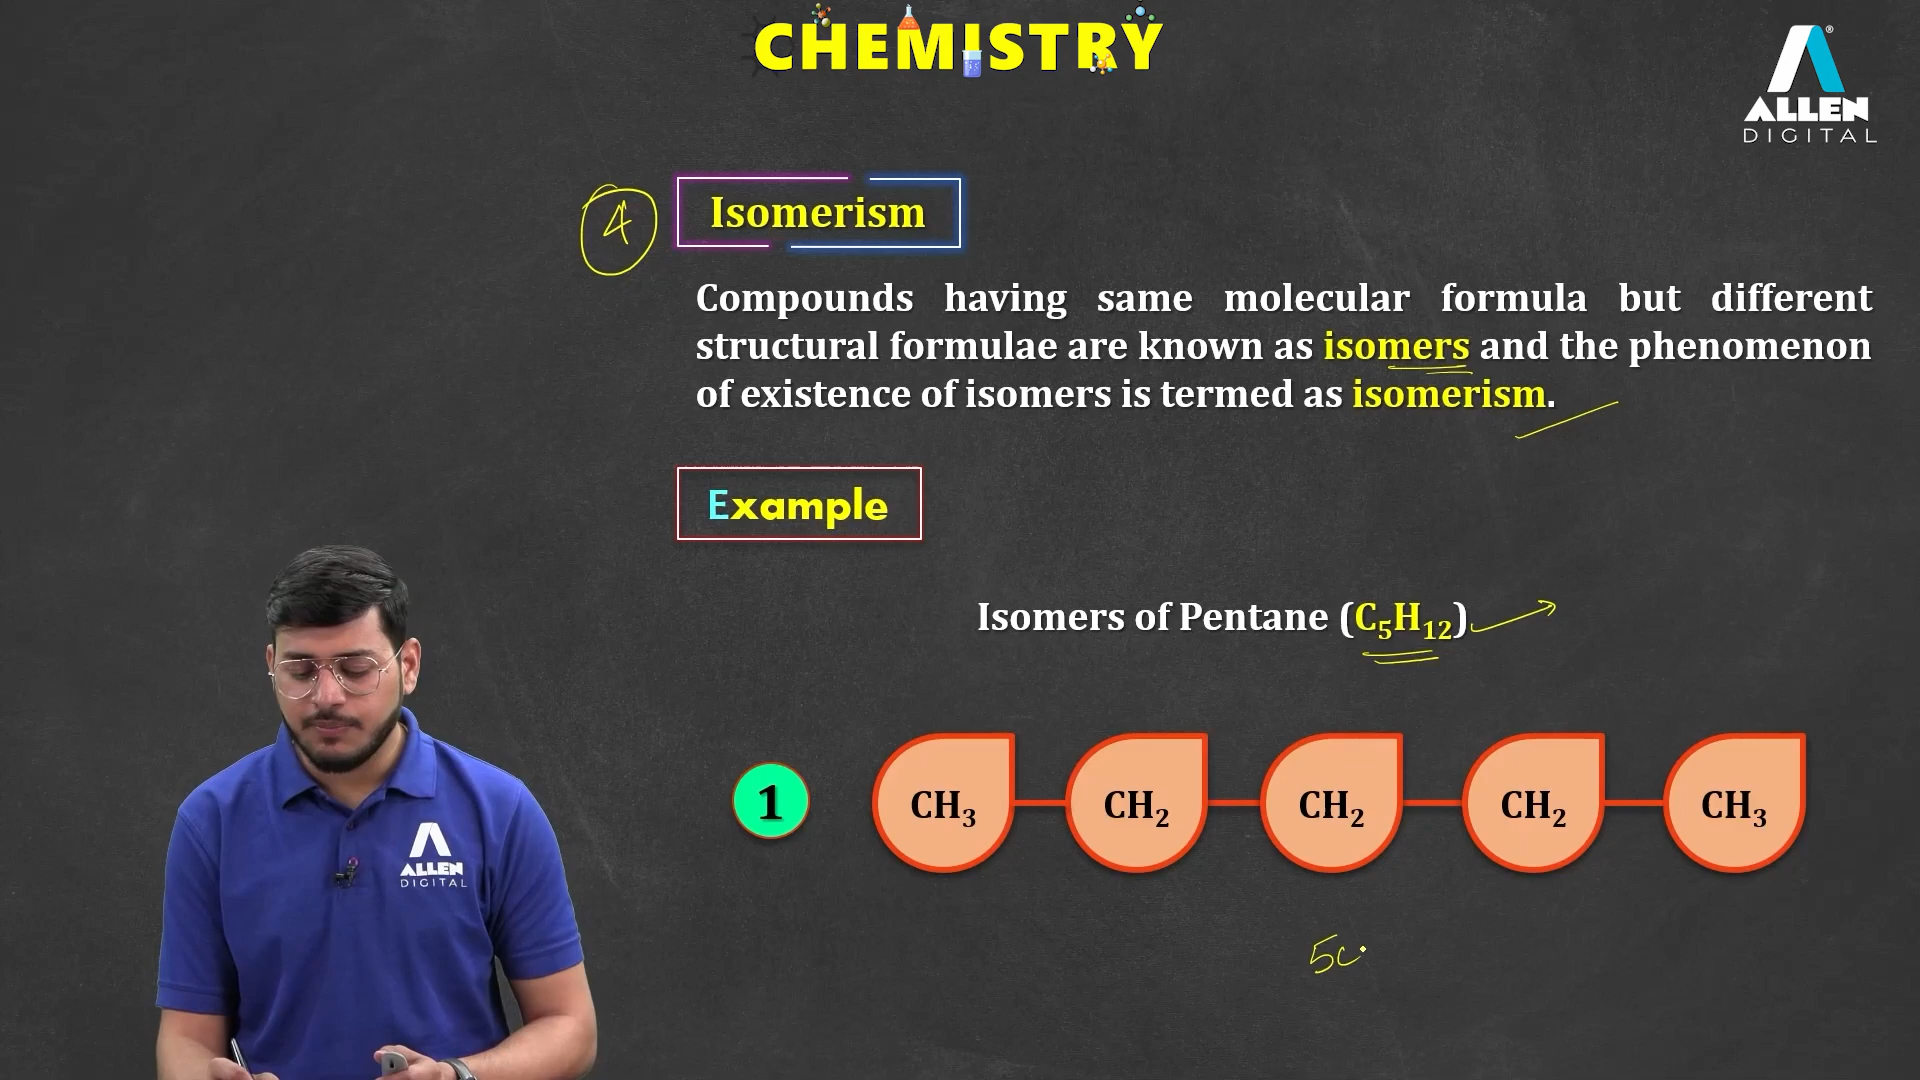 CHEMISTRY
ALLEN
DIGITAL
4
Isomerism
Compounds having same molecular formula but different
structural formulae are known as isomers and the phenomenon
of existence of isomers is termed as isomerism.
Example
Isomers of Pentane (C₅H₁₂)
1
CH₃ CH₂ CH₂ CH₂ CH₃
5C
ALLEN
DIGITAL